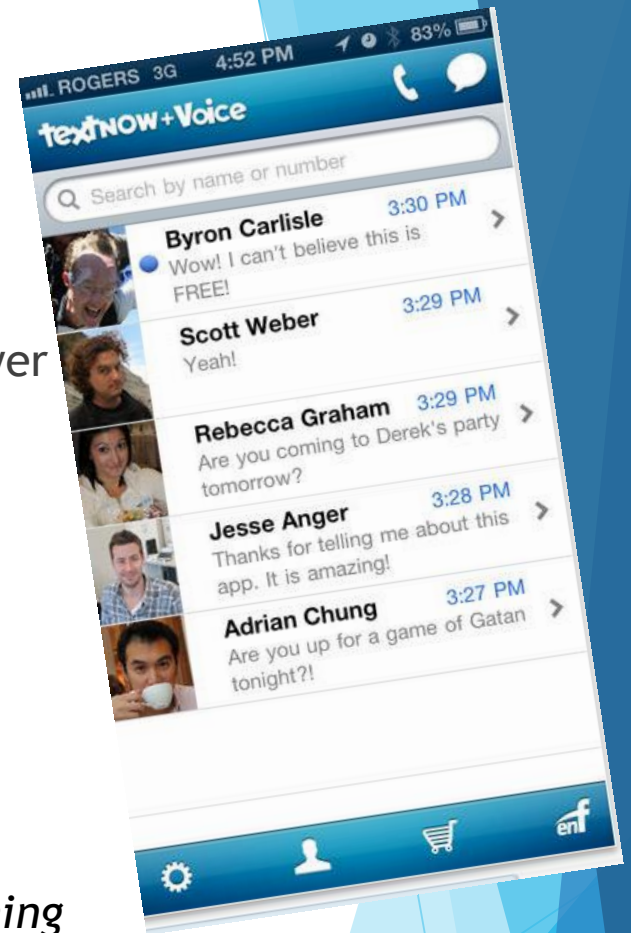 ROGERS 3G 4:52 PM 83%
textNOW+Voice
Search by name or number
Byron Carlisle 3:30 PM
Wow! I can't believe this is
FREE!
Scott Weber 3:29 PM
Yeah!
Rebecca Graham 3:29 PM
Are you coming to Derek's party
tomorrow?
Jesse Anger 3:28 PM
Thanks for telling me about this
app. It is amazing!
Adrian Chung 3:27 PM
Are you up for a game of Gatan
tonight?!
enf